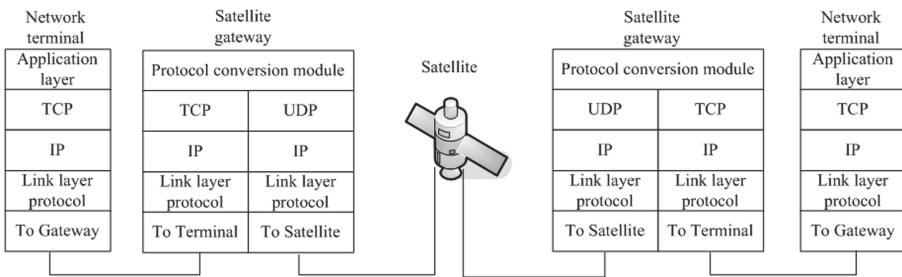 Network
terminal
Application
layer
TCP
IP
Link layer
protocol
To Gateway
Satellite
gateway
Protocol conversion module
TCP
UDP
IP
IP
Link layer
protocol
Link layer
protocol
To Terminal
To Satellite
Satellite
Satellite
gateway
Protocol conversion module
UDP
TCP
IP
IP
Link layer
protocol
Link layer
protocol
To Satellite
To Terminal
Network
terminal
Application
layer
TCP
IP
Link layer
protocol
To Gateway